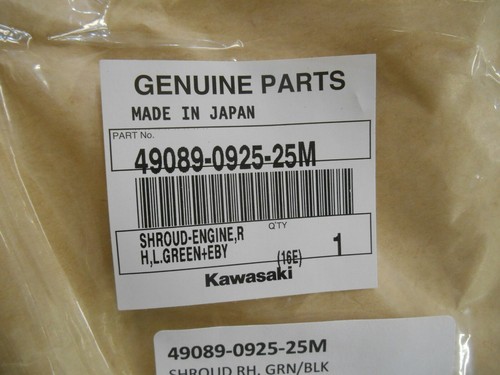 GENUINE PARTS
MADE IN JAPAN
PART No.
49089-0925-25M
SHROUD-ENGINE,R
H,L.GREEN+EBY
(16E)
Q'TY
1
Kawasaki
49089-0925-25M
SHROUD RH, GRN/BLK